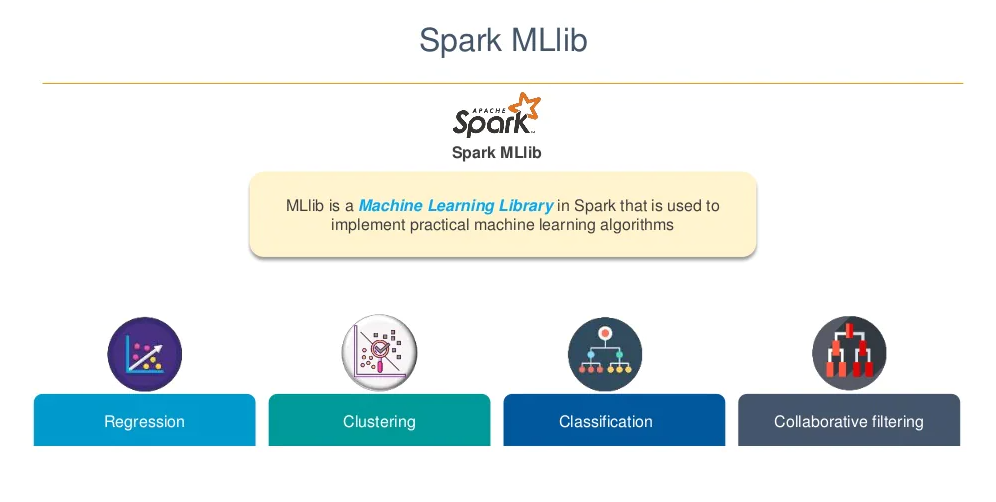 Spark MLlib
APACHE
Spark
Spark MLlib
MLlib is a Machine Learning Library in Spark that is used to
implement practical machine learning algorithms
Regression
Clustering
Classification
Collaborative filtering